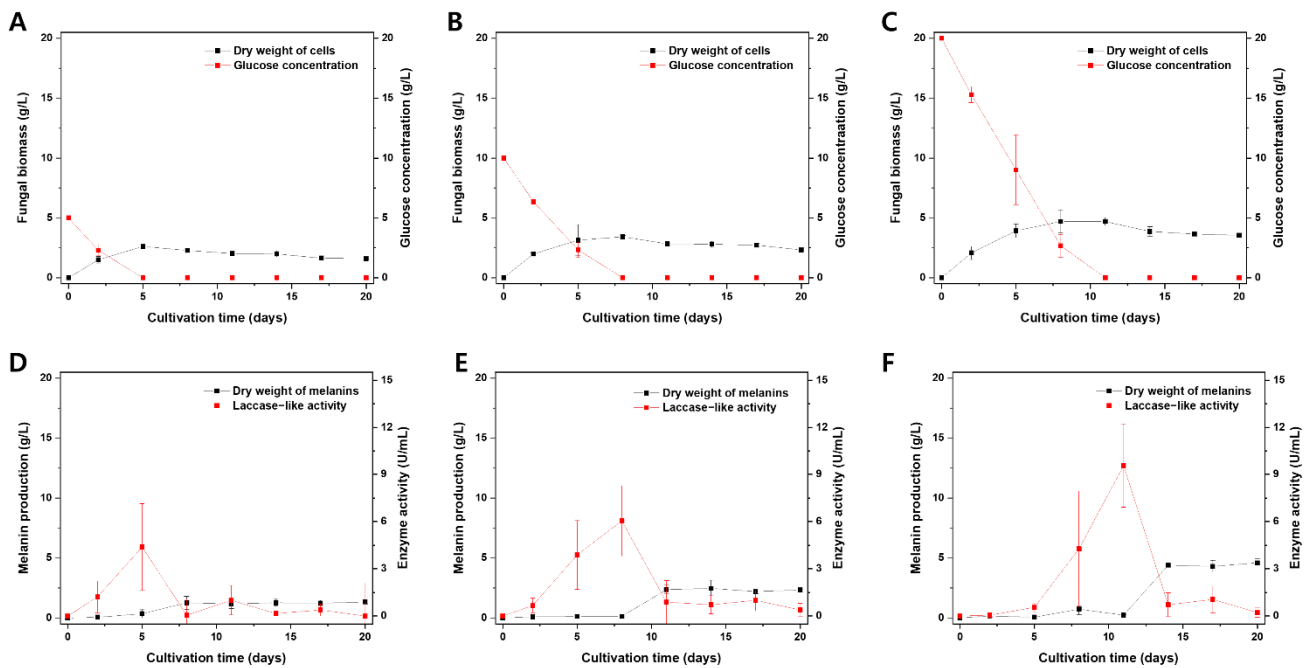 A
Dry weight of cells
Glucose concentration
Fungal biomass (g/L)
20
15
10
5
0
20
15
10
5
0
Glucose concentraation (g/L)
0 5 10 15 20
Cultivation time (days)
B
Dry weight of cells
Glucose concentration
Fungal biomass (g/L)
20
15
10
5
0
20
15
10
5
0
Glucose concentraation (g/L)
0 5 10 15 20
Cultivation time (days)
C
Dry weight of cells
Glucose concentration
Fungal biomass (g/L)
20
15
10
5
0
20
15
10
5
0
Glucose concentraation (g/L)
0 5 10 15 20
Cultivation time (days)
D
Dry weight of melanins
Laccase−like activity
Melanin production (g/L)
20
15
10
5
0
15
12
9
6
3
0
Enzyme activity (U/mL)
0 5 10 15 20
Cultivation time (days)
E
Dry weight of melanins
Laccase−like activity
Melanin production (g/L)
20
15
10
5
0
15
12
9
6
3
0
Enzyme activity (U/mL)
0 5 10 15 20
Cultivation time (days)
F
Dry weight of melanins
Laccase−like activity
Melanin production (g/L)
20
15
10
5
0
15
12
9
6
3
0
Enzyme activity (U/mL)
0 5 10 15 20
Cultivation time (days)